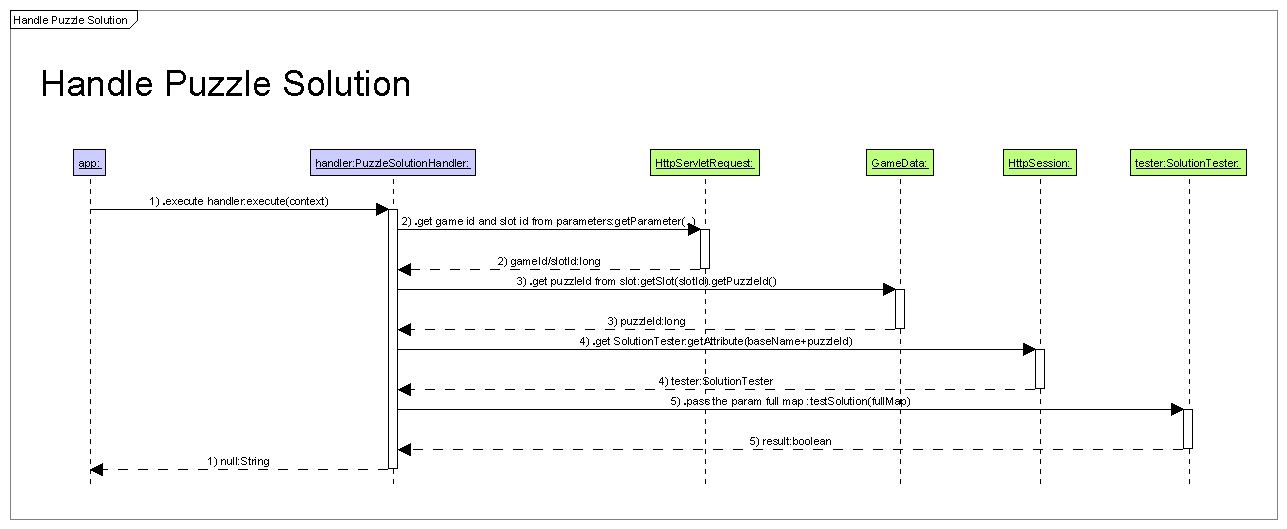 Handle Puzzle Solution
Handle Puzzle Solution
app:
handler:PuzzleSolutionHandler:
HttpServletRequest:
GameData:
HttpSession:
tester:SolutionTester:
1) .execute handler:execute(context)
2) .get game id and slot id from parameters:getParameter(..)
2) gameId/slotId:long
3) .get puzzleId from slot:getSlot(slotId).getPuzzleId()
3) puzzleId:long
4) .get SolutionTester:getAttribute(baseName+puzzleId)
4) tester:SolutionTester
5) .pass the param full map :testSolution(fullMap)
5) result:boolean
1) null:String